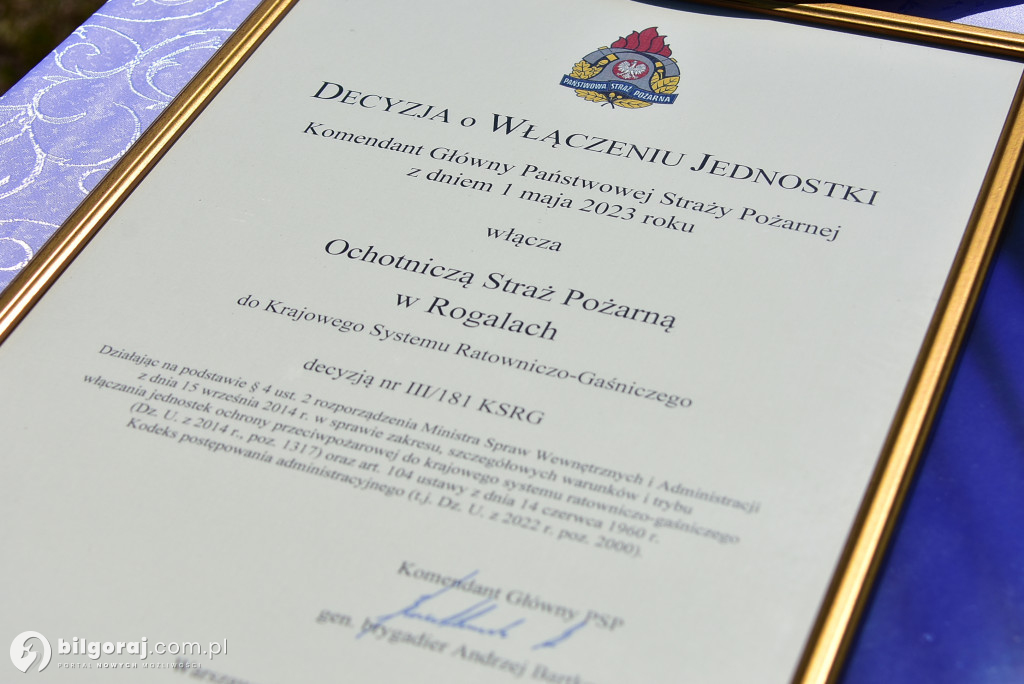 PAŃSTWOWA STRAŻ POŻARNA
DECYZJA O WŁĄCZENIU JEDNOSTKI
Komendant Główny Państwowej Straży Pożarnej
z dniem 1 maja 2023 roku
włącza
Ochotniczą Straż Pożarną
w Rogalach
do Krajowego Systemu Ratowniczo-Gaśniczego
decyzją nr III/181 KSRG
Działając na podstawie § 4 ust. 2 rozporządzenia Ministra Spraw Wewnętrznych i Administracji
z dnia 15 września 2014 r. w sprawie zakresu, szczegółowych warunków i trybu
włączania jednostek ochrony przeciwpożarowej do krajowego systemu ratowniczo-gaśniczego
(Dz. U. z 2014 r., poz. 1317) oraz art. 104 ustawy z dnia 14 czerwca 1960 r.
Kodeks postępowania administracyjnego (t.j. Dz. U. z 2022 r. poz. 2000).
Komendant Główny PSP
gen. brygadier Andrzej
bilgoraj.com.pl
PORTAL NOWYCH MOŻLIWOŚCI